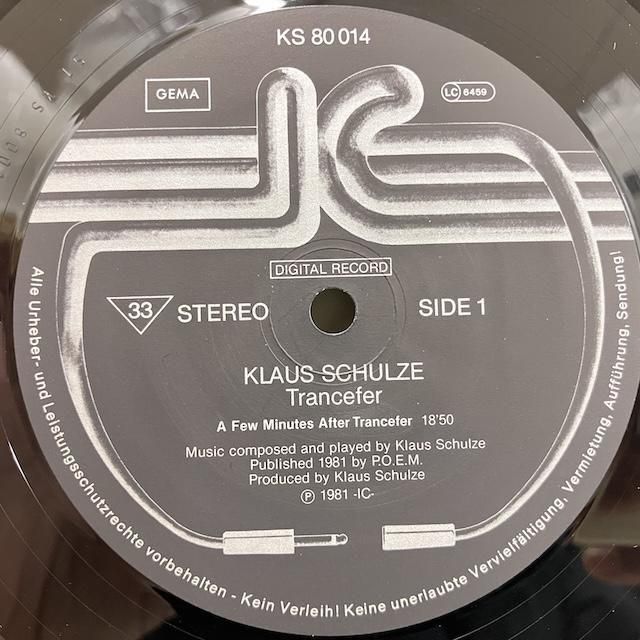 KS 80 014
GEMA
LC 6459
DIGITAL RECORD
33 STEREO
SIDE 1
KLAUS SCHULZE
Trancefer
A Few Minutes After Trancefer 18'50
Music composed and played by Klaus Schulze
Published 1981 by P.O.E.M.
Produced by Klaus Schulze
Ⓟ 1981 -IC-
Alle Urheber- und Leistungsschutzrechte vorbehalten - Kein Verleih! Keine unerlaubte Vervielfältigung, Vermietung, Aufführung, Sendung!